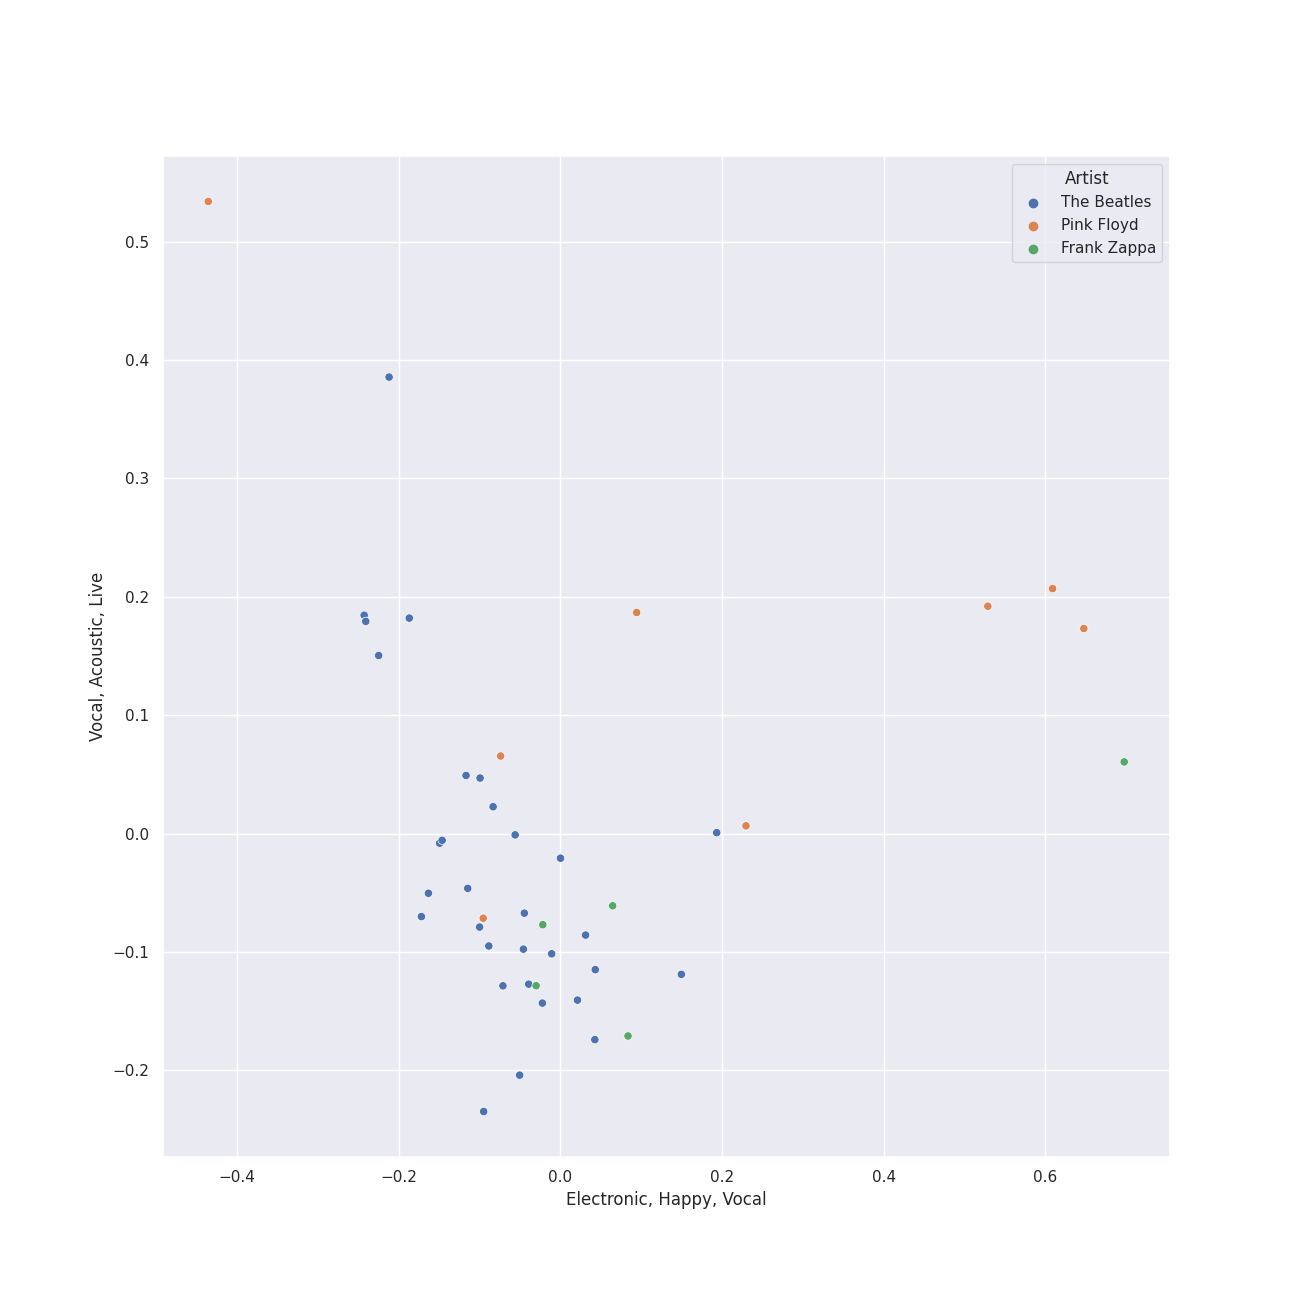 Artist
The Beatles
Pink Floyd
Frank Zappa
0.5
0.4
0.3
0.2
0.1
0.0
−0.1
−0.2
Vocal, Acoustic, Live
−0.4 −0.2 0.0 0.2 0.4 0.6
Electronic, Happy, Vocal